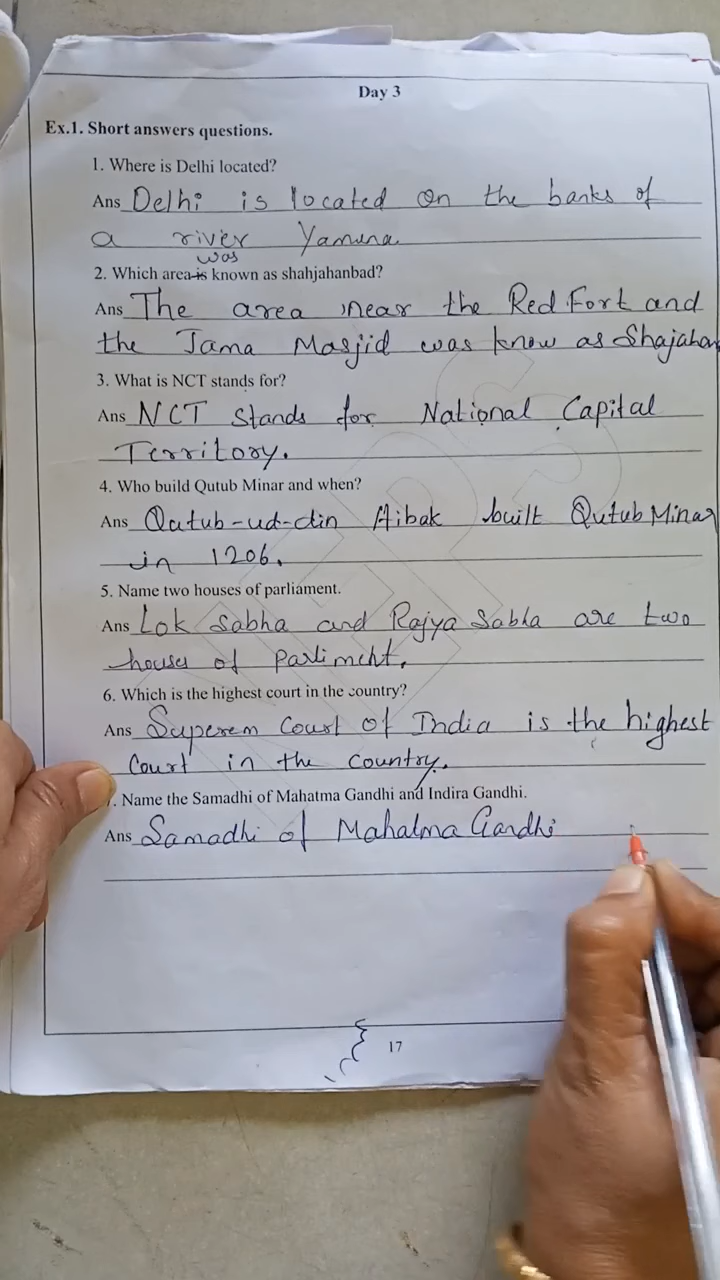 Day 3
Ex.1. Short answers questions.
1. Where is Delhi located?
Ans Delhi is located on the banks of
a river Yamuna
was
2. Which area is known as shahjahanbad?
Ans The area near the Red Fort and
the Jama Masjid was know as Shajahan
3. What is NCT stands for?
Ans NCT stands for National Capital
Territory.
4. Who build Qutub Minar and when?
Ans Qutub-ud-din Aibak built Qutub Minar
in 1206.
5. Name two houses of parliament.
Ans Lok Sabha and Rajya Sabha are two
houses of parliment.
6. Which is the highest court in the country?
Ans Superem Court of India is the highest
Court in the country.
7. Name the Samadhi of Mahatma Gandhi and Indira Gandhi.
Ans Samadhi of Mahatma Gandhi
17